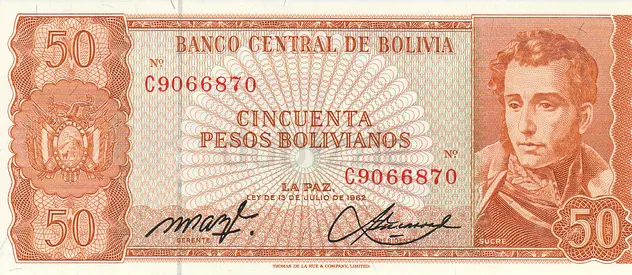 50
BANCO CENTRAL DE BOLIVIA
Nº
C9066870
CINCUENTA
PESOS BOLIVIANOS
Nº
C9066870
LA PAZ,
LEY DE 13 DE JULIO DE 1962
GERENTE
SUCRE
50
50
THOMAS DE LA RUE & COMPANY, LIMITED.